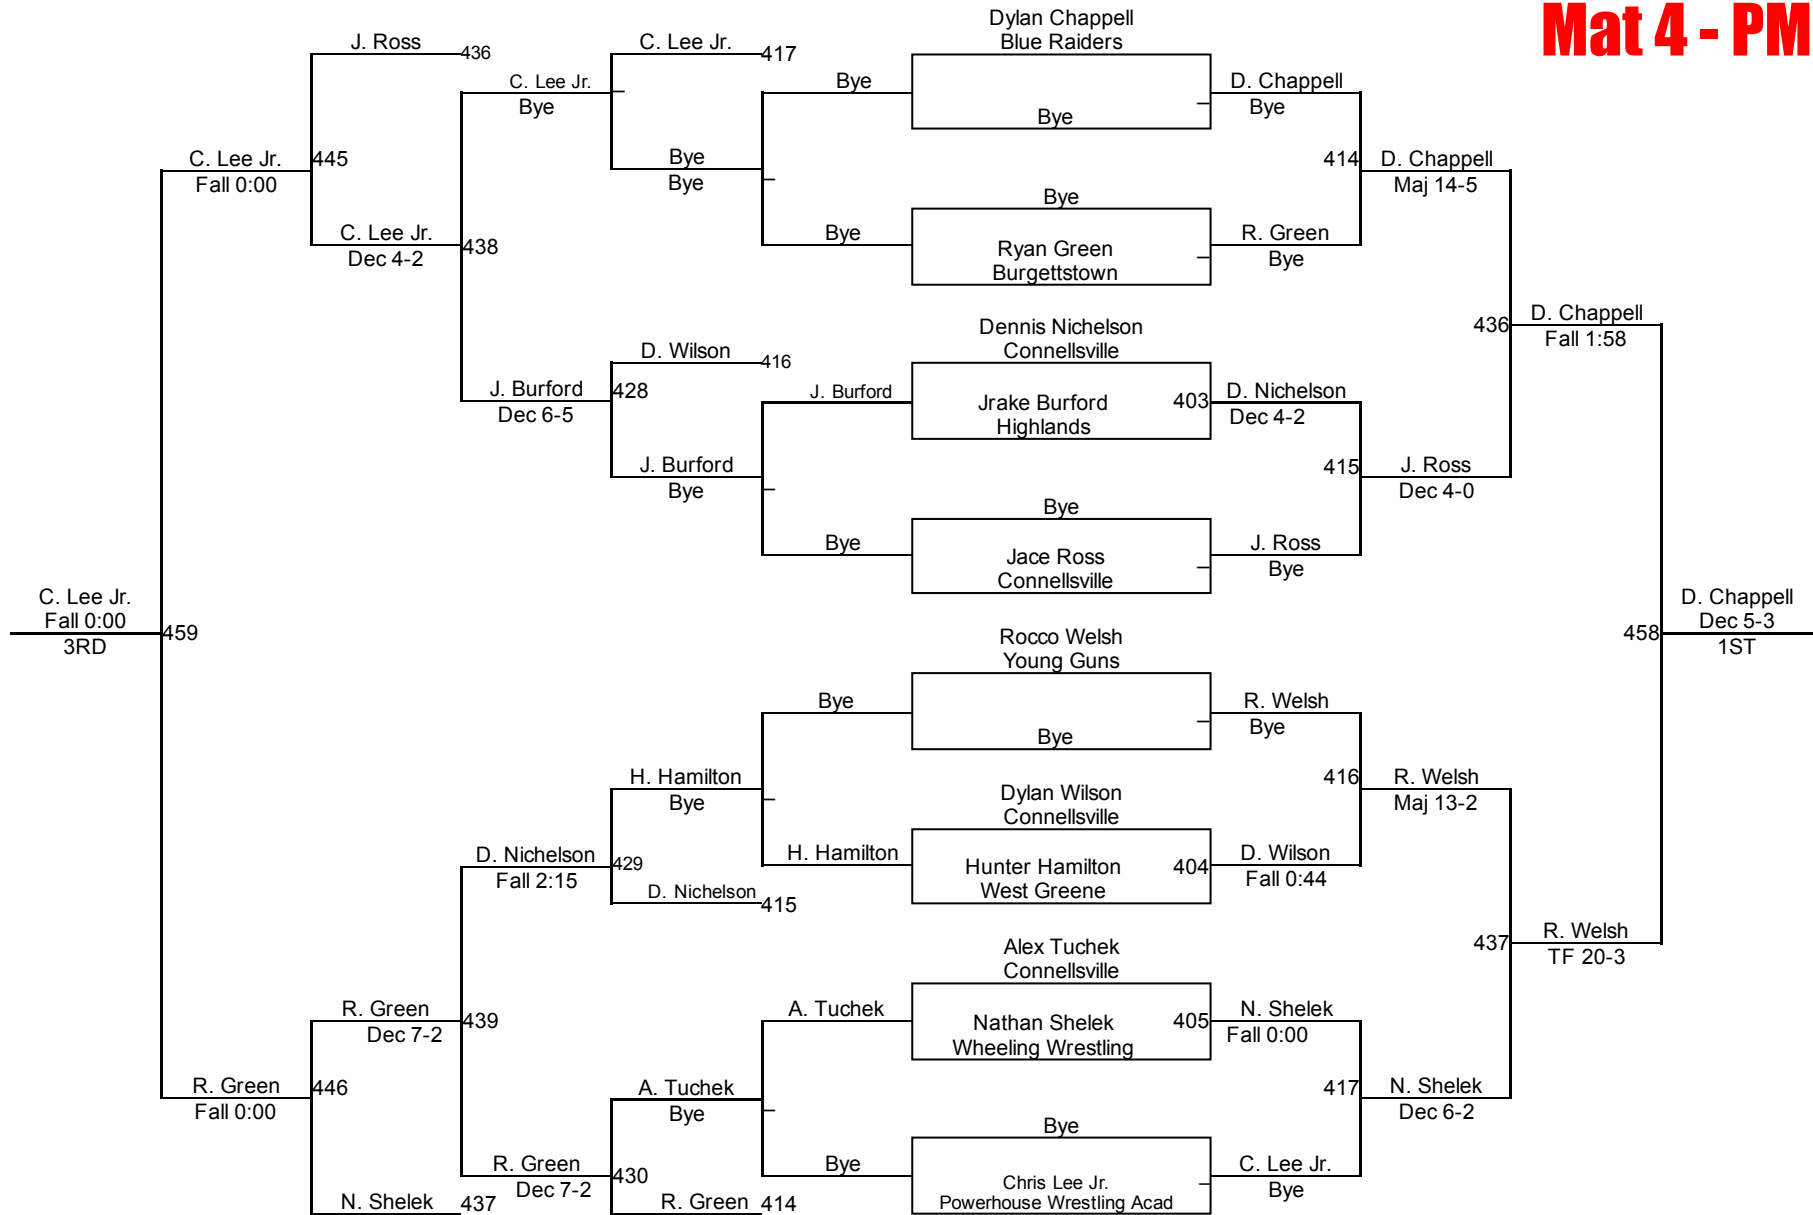 Mat 4 - PM
Dylan Chappell
Blue Raiders
J. Ross
436
C. Lee Jr.
417
C. Lee Jr.
Bye
Bye
Bye
D. Chappell
Bye
C. Lee Jr.
Fall 0:00
445
Bye
Bye
414
D. Chappell
Maj 14-5
Bye
C. Lee Jr.
Dec 4-2
438
Bye
Ryan Green
Burgettstown
R. Green
Bye
Dennis Nichelson
Connellsville
436
D. Chappell
Fall 1:58
D. Wilson
416
J. Burford
Dec 6-5
428
J. Burford
Jrake Burford
Highlands
403
D. Nichelson
Dec 4-2
J. Burford
Bye
415
J. Ross
Dec 4-0
Bye
Bye
Jace Ross
Connellsville
J. Ross
Bye
C. Lee Jr.
Fall 0:00
3RD
459
458
D. Chappell
Dec 5-3
1ST
Rocco Welsh
Young Guns
Bye
Bye
R. Welsh
Bye
H. Hamilton
Bye
Dylan Wilson
Connellsville
416
R. Welsh
Maj 13-2
D. Nichelson
Fall 2:15
429
H. Hamilton
Hunter Hamilton
West Greene
404
D. Wilson
Fall 0:44
D. Nichelson
415
Alex Tuchek
Connellsville
437
R. Welsh
TF 20-3
R. Green
Dec 7-2
439
A. Tuchek
Nathan Shelek
Wheeling Wrestling
405
N. Shelek
Fall 0:00
R. Green
Fall 0:00
446
A. Tuchek
Bye
417
N. Shelek
Dec 6-2
Bye
R. Green
Dec 7-2
430
Bye
Chris Lee Jr.
Powerhouse Wrestling Acad
C. Lee Jr.
Bye
N. Shelek
437
R. Green
414